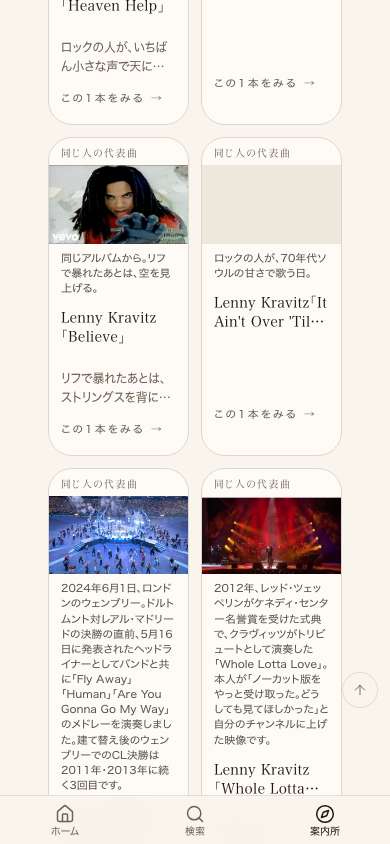 「Heaven Help」
ロックの人が、いちば
ん小さな声で天に…
この1本をみる →
この1本をみる →
同じ人の代表曲
vevo
同じアルバムから。リフ
で暴れたあとは、空を見
上げる。
Lenny Kravitz
「Believe」
リフで暴れたあとは、
ストリングスを背に…
この1本をみる →
同じ人の代表曲
ロックの人が、70年代ソ
ウルの甘さで歌う日。
Lenny Kravitz「It
Ain't Over 'Til…
この1本をみる →
同じ人の代表曲
2024年6月1日、ロンド
ンのウェンブリー。ドルト
ムント対レアル・マドリー
ドの決勝の直前、5月16
日に発表されたヘッドラ
イナーとしてバンドと共
に「Fly Away」
「Human」「Are You
Gonna Go My Way」
のメドレーを演奏しまし
た。建て替え後のウェン
ブリーでのCL決勝は
2011年・2013年に続
く3回目です。
同じ人の代表曲
2012年、レッド・ツェッ
ペリンがケネディ・センタ
ー名誉賞を受けた式典
で、クラヴィッツがトリビ
ュートとして演奏した
「Whole Lotta Love」。
本人が「ノーカット版を
やっと受け取った。どう
しても見てほしかった」と
自分のチャンネルに上げ
た映像です。
Lenny Kravitz
「Whole Lotta…
↑
ホーム
検索
案内所